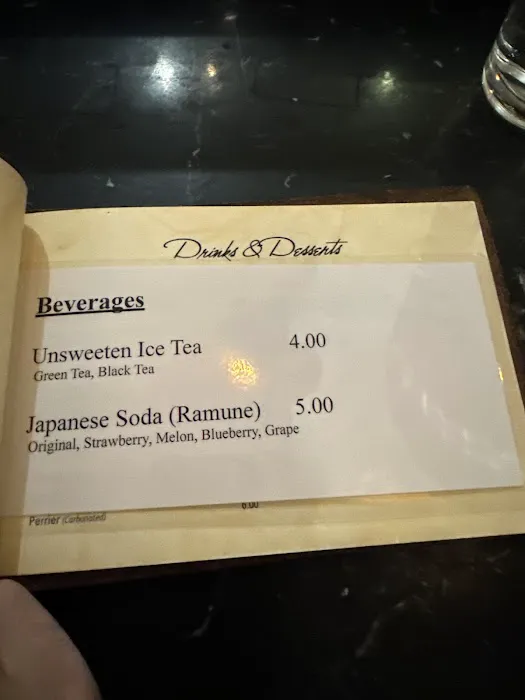 Drinks & Desserts
Beverages
Unsweeten Ice Tea 4.00
Green Tea, Black Tea
Japanese Soda (Ramune) 5.00
Original, Strawberry, Melon, Blueberry, Grape
6.00
Perrier (Carbonated)